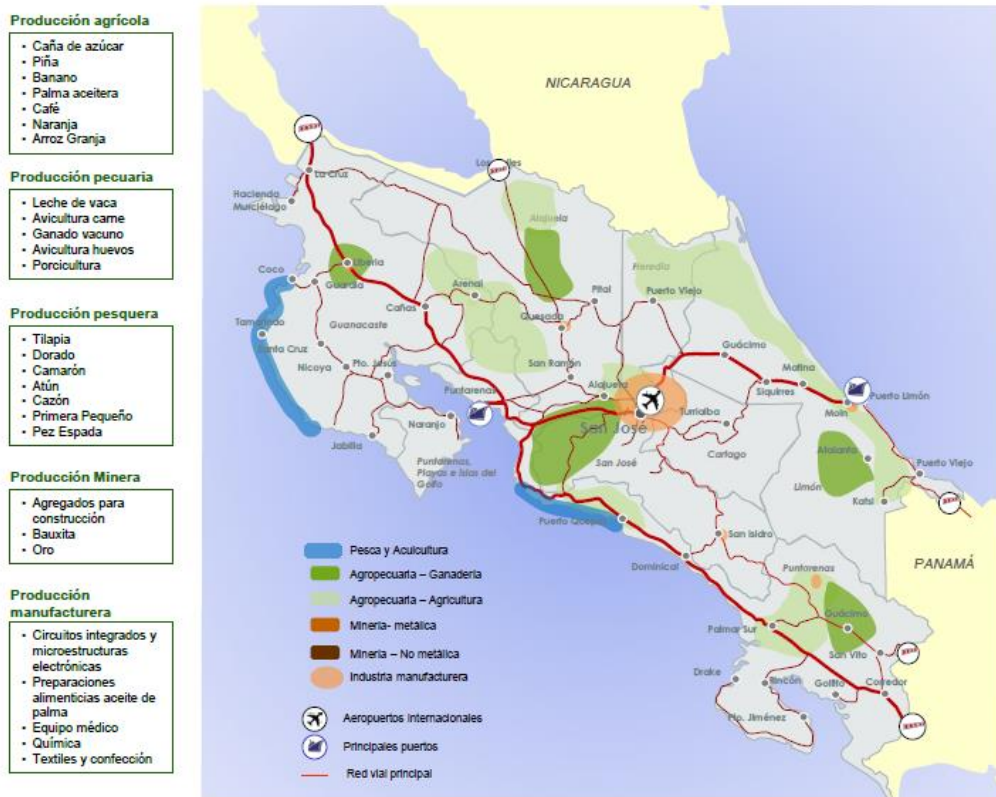 Producción agrícola
• Caña de azúcar
• Piña
• Banano
• Palma aceitera
• Café
• Naranja
• Arroz Granja
Producción pecuaria
• Leche de vaca
• Avicultura carne
• Ganado vacuno
• Avicultura huevos
• Porcicultura
Producción pesquera
• Tilapia
• Dorado
• Camarón
• Atún
• Cazón
• Primera Pequeño
• Pez Espada
Producción Minera
• Agregados para
construcción
• Bauxita
• Oro
Producción
manufacturera
• Circuitos integrados y
microestructuras
electrónicas
• Preparaciones
alimenticias aceite de
palma
• Equipo médico
• Química
• Textiles y confección
NICARAGUA
La Cruz
Hacienda
Murciélago
Alajuela
Heredia
Coco
Liberia
Guardia
Arenal
Pital
Puerto Viejo
Cañas
Tamarindo
Guanacaste
Quesada
Santa Cruz
Nicoya
Pto. Jesús
San Ramón
Guácimo
Matina
Siquirres
Puerto Limón
Moín
Puntarenas
Alajuela
Naranjo
San José
Turrialba
Cartago
Jabilla
Puntarenas,
Playas e Islas del
Golfo
San José
Atalanta
Limón
Puerto Viejo
Katsi
Puerto Quepos
San Isidro
Dominical
Puntarenas
PANAMÁ
Guácimo
Palmar Sur
San Vito
Drake
Rincón
Golfito
Corredor
Pto. Jiménez
Pesca y Acuicultura
Agropecuaria – Ganadería
Agropecuaria – Agricultura
Minería- metálica
Minería – No metálica
Industria manufacturera
Aeropuertos Internacionales
Principales puertos
Red vial principal